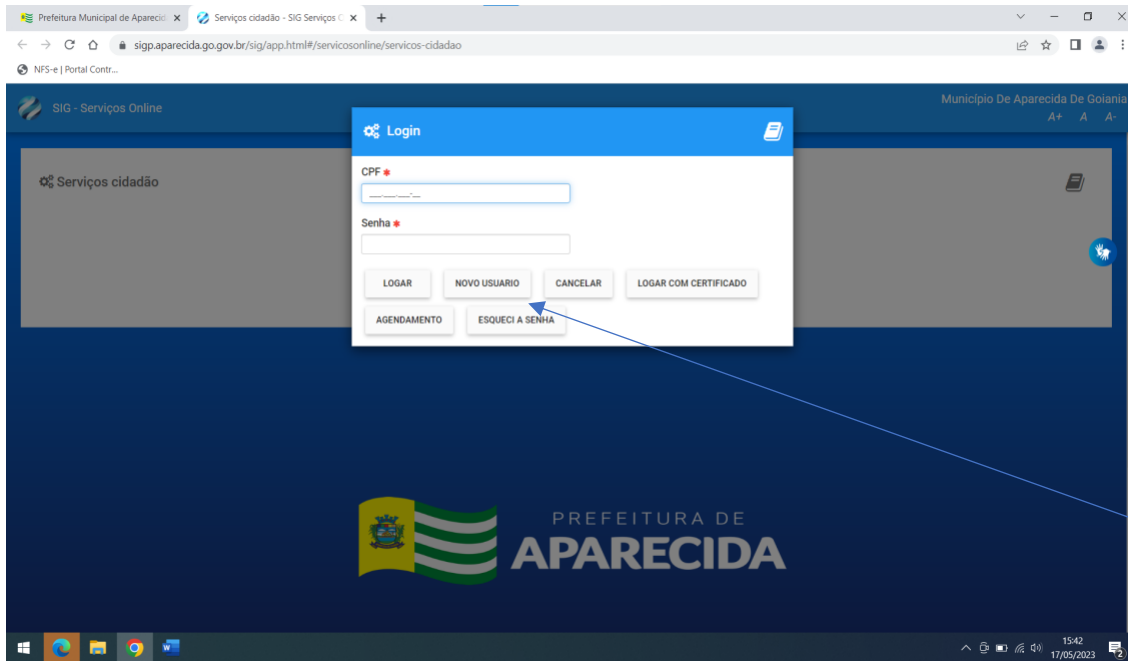 Prefeitura Municipal de Aparecid
Serviços cidadão - SIG Serviços C
sigp.aparecida.go.gov.br/sig/app.html#/servicosonline/servicos-cidadao
NFS-e | Portal Contr...
SIG - Serviços Online
Município De Aparecida De Goiania
A+ A A-
Login
Serviços cidadão
CPF *
___.___.___-__
Senha *
LOGAR NOVO USUARIO CANCELAR LOGAR COM CERTIFICADO
AGENDAMENTO ESQUECI A SENHA
PREFEITURA DE
APARECIDA
15:42
17/05/2023
2